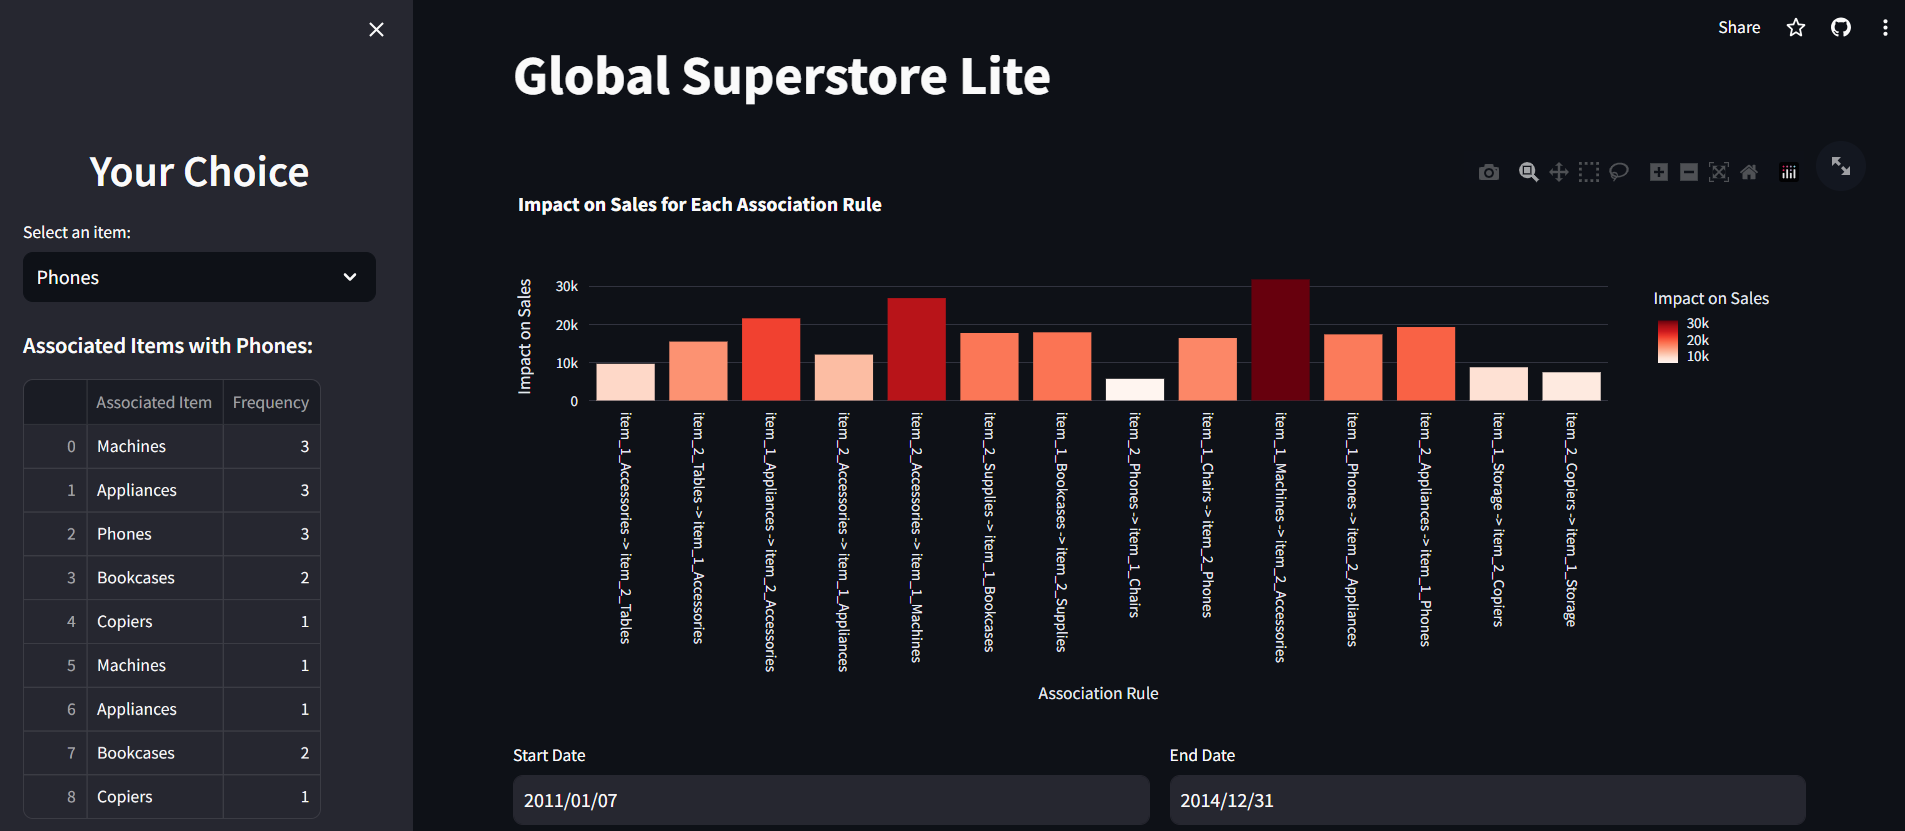 Share
Global Superstore Lite
Your Choice
Select an item:
Phones
Associated Items with Phones:
Associated Item Frequency
0 Machines 3
1 Appliances 3
2 Phones 3
3 Bookcases 2
4 Copiers 1
5 Machines 1
6 Appliances 1
7 Bookcases 2
8 Copiers 1
Impact on Sales for Each Association Rule
Impact on Sales
30k
20k
10k
0
item_1_Accessories -> item_2_Tables
item_2_Tables -> item_1_Accessories
item_1_Appliances -> item_2_Accessories
item_2_Accessories -> item_1_Appliances
item_2_Accessories -> item_1_Machines
item_2_Supplies -> item_1_Bookcases
item_1_Bookcases -> item_2_Supplies
item_2_Phones -> item_1_Chairs
item_1_Chairs -> item_2_Phones
item_1_Machines -> item_2_Accessories
item_1_Phones -> item_2_Appliances
item_2_Appliances -> item_1_Phones
item_1_Storage -> item_2_Copiers
item_2_Copiers -> item_1_Storage
Association Rule
Impact on Sales
30k
20k
10k
Start Date
2011/01/07
End Date
2014/12/31